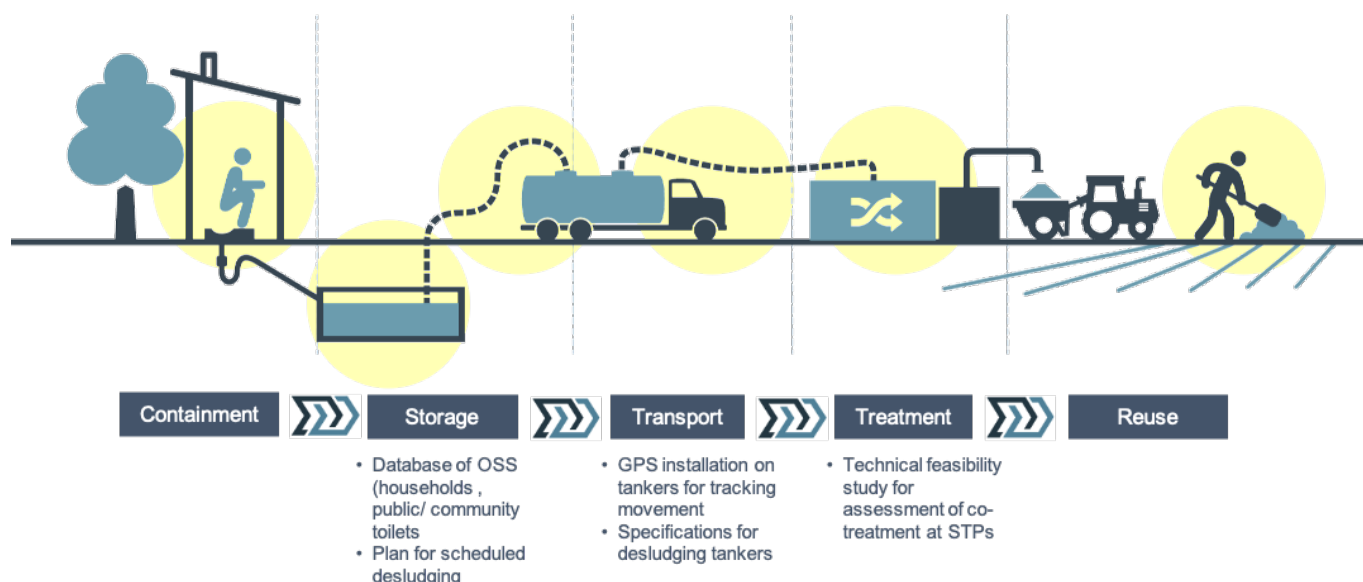 Containment
Storage
Transport
Treatment
Reuse
• Database of OSS
(households ,
public/ community
toilets
• Plan for scheduled
desludging
• GPS installation on
tankers for tracking
movement
• Specifications for
desludging tankers
• Technical feasibility
study for
assessment of co-
treatment at STPs